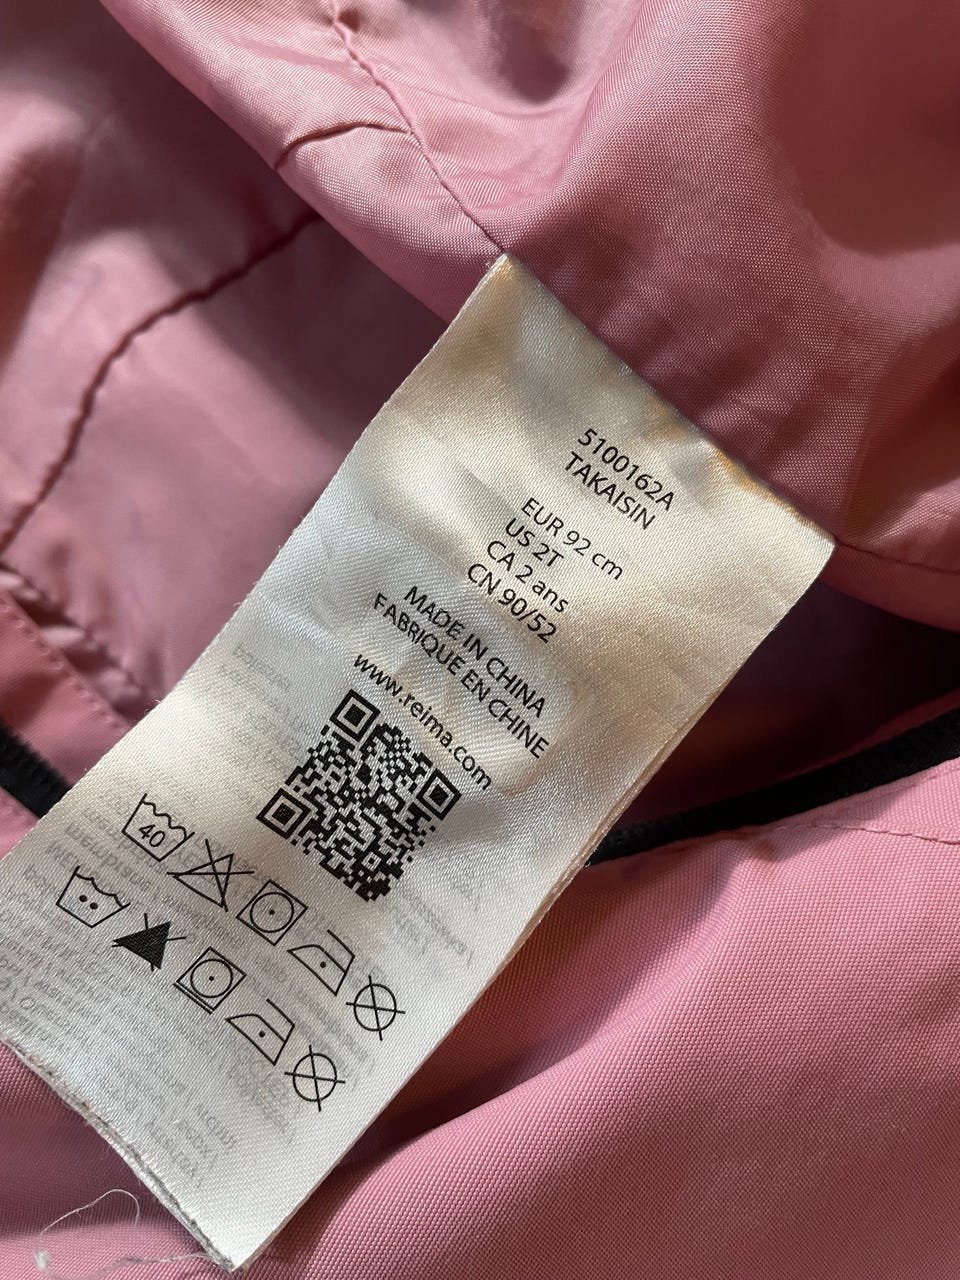 5100162A
TAKAISIN
EUR 92 cm
US 2T
CA 2 ans
CN 90/52
MADE IN CHINA
FABRIQUE EN CHINE
www.reima.com
40